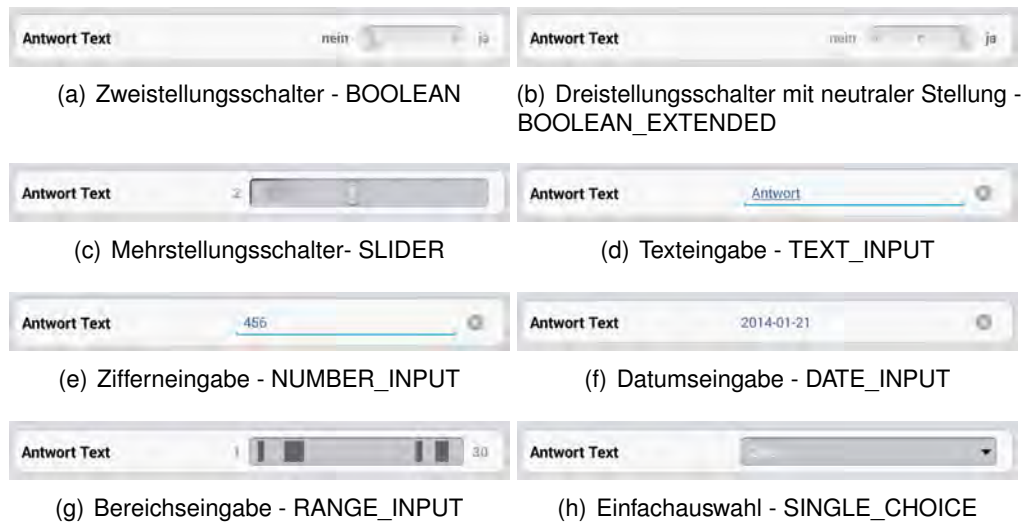 Antwort Text nein ja
Antwort Text nein ja
(a) Zweistellungsschalter - BOOLEAN
(b) Dreistellungsschalter mit neutraler Stellung -
BOOLEAN_EXTENDED
Antwort Text 2
Antwort Text Antwort
(c) Mehrstellungsschalter- SLIDER
(d) Texteingabe - TEXT_INPUT
Antwort Text 456
Antwort Text 2014-01-21
(e) Zifferneingabe - NUMBER_INPUT
(f) Datumseingabe - DATE_INPUT
Antwort Text 1 30
Antwort Text
(g) Bereichseingabe - RANGE_INPUT
(h) Einfachauswahl - SINGLE_CHOICE